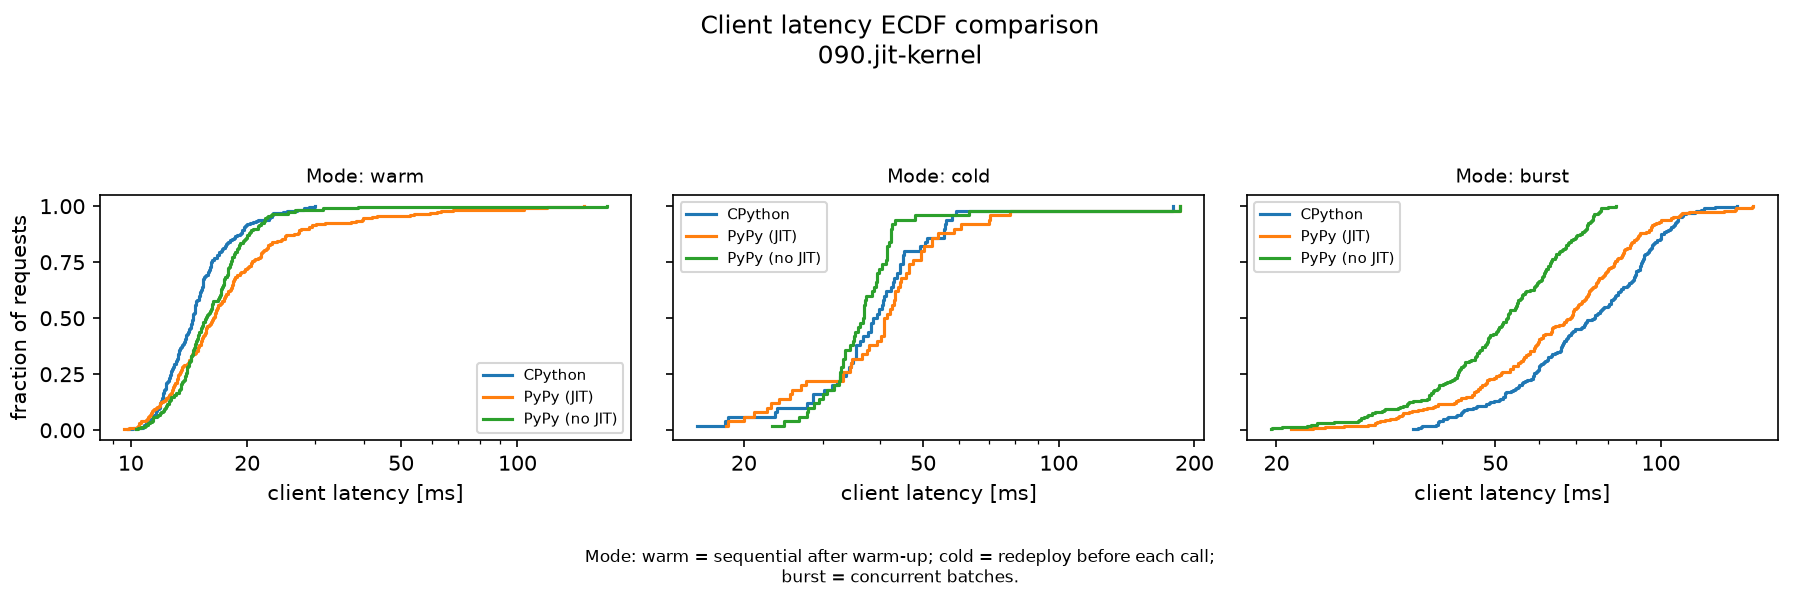 Client latency ECDF comparison
090.jit-kernel
Mode: warm
Mode: cold
Mode: burst
fraction of requests
1.00
0.75
0.50
0.25
0.00
CPython
PyPy (JIT)
PyPy (no JIT)
CPython
PyPy (JIT)
PyPy (no JIT)
CPython
PyPy (JIT)
PyPy (no JIT)
10 20 50 100
20 50 100 200
20 50 100
client latency [ms]
client latency [ms]
client latency [ms]
Mode: warm = sequential after warm-up; cold = redeploy before each call;
burst = concurrent batches.